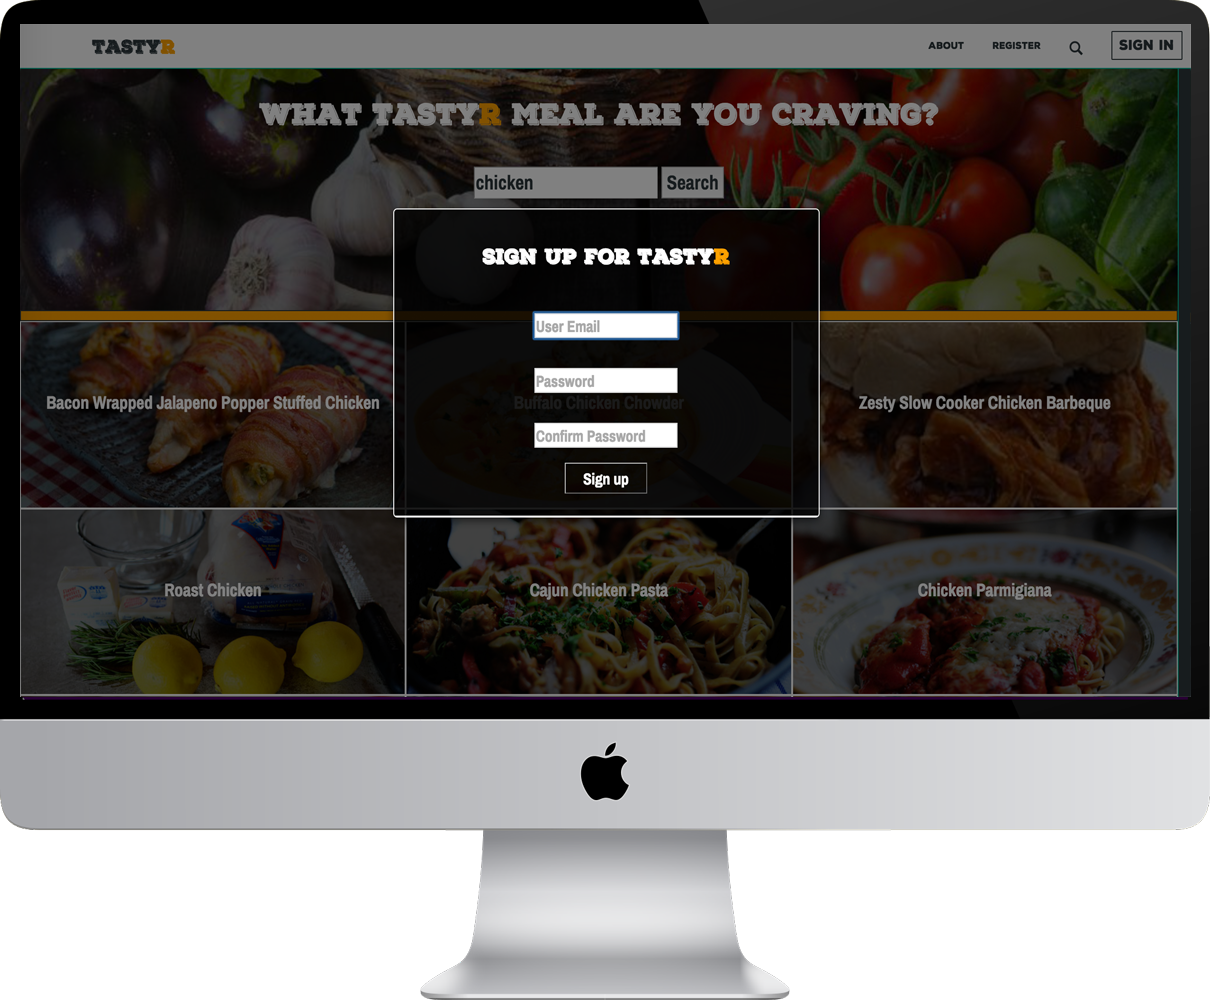 TASTYR
ABOUT REGISTER SIGN IN
WHAT TASTYR MEAL ARE YOU CRAVING?
chicken Search
SIGN UP FOR TASTYR
User Email
Password
Bacon Wrapped Jalapeno Popper Stuffed Chicken Buffalo Chicken Chowder Zesty Slow Cooker Chicken Barbeque
Confirm Password
Sign up
Roast Chicken Cajun Chicken Pasta Chicken Parmigiana